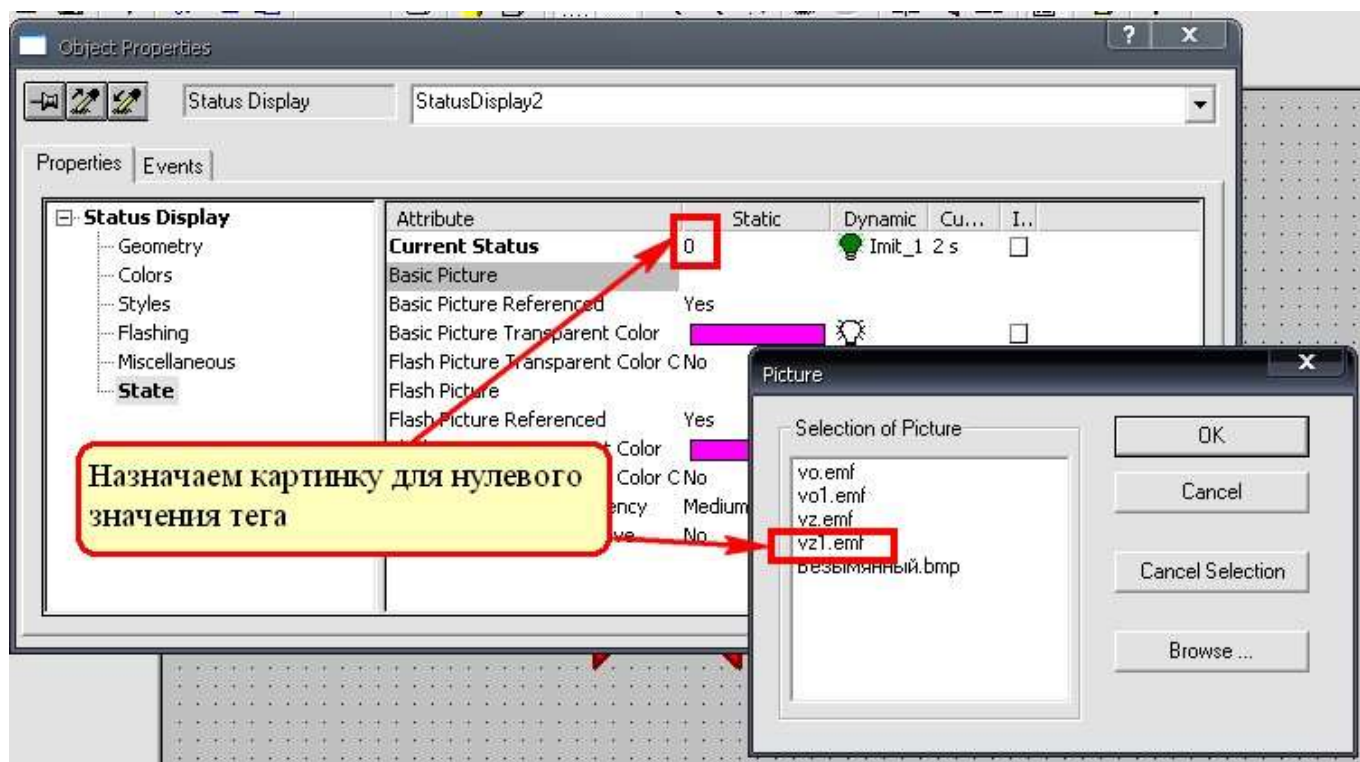 Object Properties
? X
Status Display StatusDisplay2
Properties Events
Status Display
Geometry
Colors
Styles
Flashing
Miscellaneous
State
Attribute Static Dynamic Cu... I..
Current Status 0 Imit_1 2 s
Basic Picture
Basic Picture Referenced Yes
Basic Picture Transparent Color
Flash Picture Transparent Color C No
Flash Picture
Flash Picture Referenced Yes
Color
Color C No
Medium
No
Назначаем картинку для нулевого
значения тега
Picture
X
Selection of Picture
vo.emf
vo1.emf
vz.emf
vz1.emf
Безымянный.bmp
OK
Cancel
Cancel Selection
Browse ...